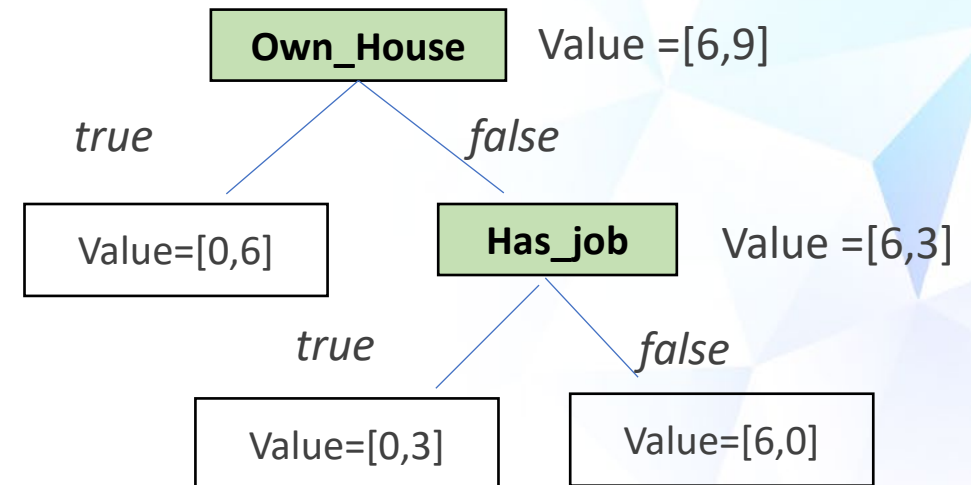 Own_House
Value =[6,9]
true
false
Value=[0,6]
Has_job
Value =[6,3]
true
false
Value=[0,3]
Value=[6,0]